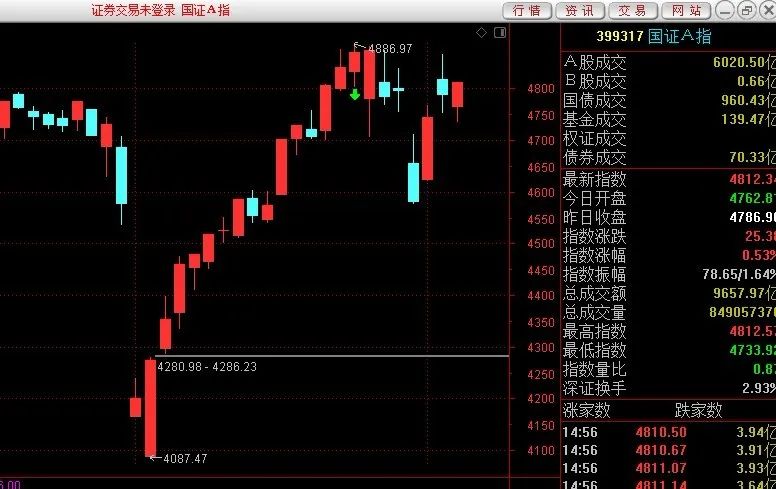 证券交易未登录 国证A指
行情 资讯 交易 网站
399317 国证A指
4886.97
4800
4750
4700
4650
4600
4550
4500
4450
4400
4350
4300
4250
4200
4150
4100
4280.98 - 4286.23
4087.47
6.00
A股成交 6020.50亿
B股成交 0.66亿
国债成交 960.43亿
基金成交 139.47亿
权证成交
债券成交 70.33亿
最新指数 4812.34
今日开盘 4762.81
昨日收盘 4786.96
指数涨跌 25.38
指数涨幅 0.53%
指数振幅 78.65/1.64%
总成交额 9657.97亿
总成交量 849057370
最高指数 4812.57
最低指数 4733.92
指数量比 0.87
深证换手 2.93%
涨家数 跌家数
14:56 4810.50 3.94亿
14:56 4810.67 3.91亿
14:56 4811.07 3.93亿
14:56 4811.14 3.64亿